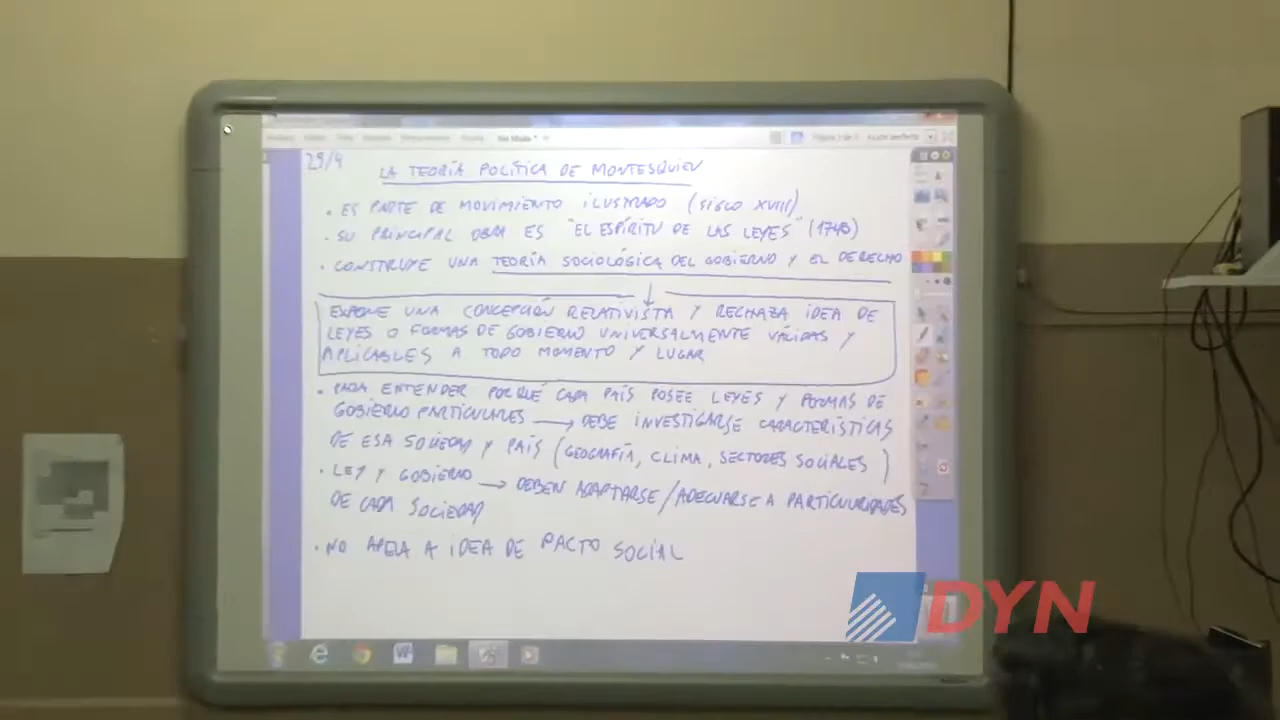 29/4
LA TEORÍA POLÍTICA DE MONTESQUIEU
• ES PARTE DE MOVIMIENTO ILUSTRADO (SIGLO XVIII)
• SU PRINCIPAL OBRA ES "EL ESPÍRITU DE LAS LEYES" (1748)
• CONSTRUYE UNA TEORÍA SOCIOLÓGICA DEL GOBIERNO Y EL DERECHO
EXPONE UNA CONCEPCIÓN RELATIVISTA Y RECHAZA IDEA DE
LEYES O FORMAS DE GOBIERNO UNIVERSALMENTE VÁLIDAS Y
APLICABLES A TODO MOMENTO Y LUGAR
• PARA ENTENDER PORQUÉ CADA PAÍS POSEE LEYES Y FORMAS DE
GOBIERNO PARTICULARES → DEBE INVESTIGARSE CARACTERÍSTICAS
DE ESA SOCIEDAD Y PAÍS (GEOGRAFÍA, CLIMA, SECTORES SOCIALES)
• LEY Y GOBIERNO → DEBEN ADAPTARSE/ADECUARSE A PARTICULARIDADES
DE CADA SOCIEDAD
• NO APELA A IDEA DE PACTO SOCIAL
DYN